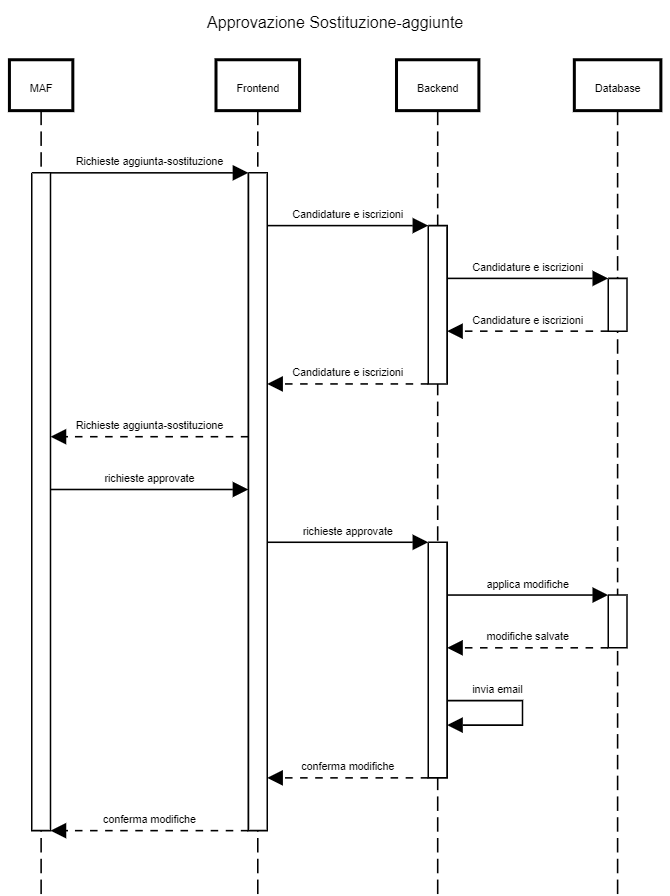 Approvazione Sostituzione-aggiunte
MAF
Frontend
Backend
Database
Richieste aggiunta-sostituzione
Candidature e iscrizioni
Candidature e iscrizioni
Candidature e iscrizioni
Candidature e iscrizioni
Richieste aggiunta-sostituzione
richieste approvate
richieste approvate
applica modifiche
modifiche salvate
invia email
conferma modifiche
conferma modifiche